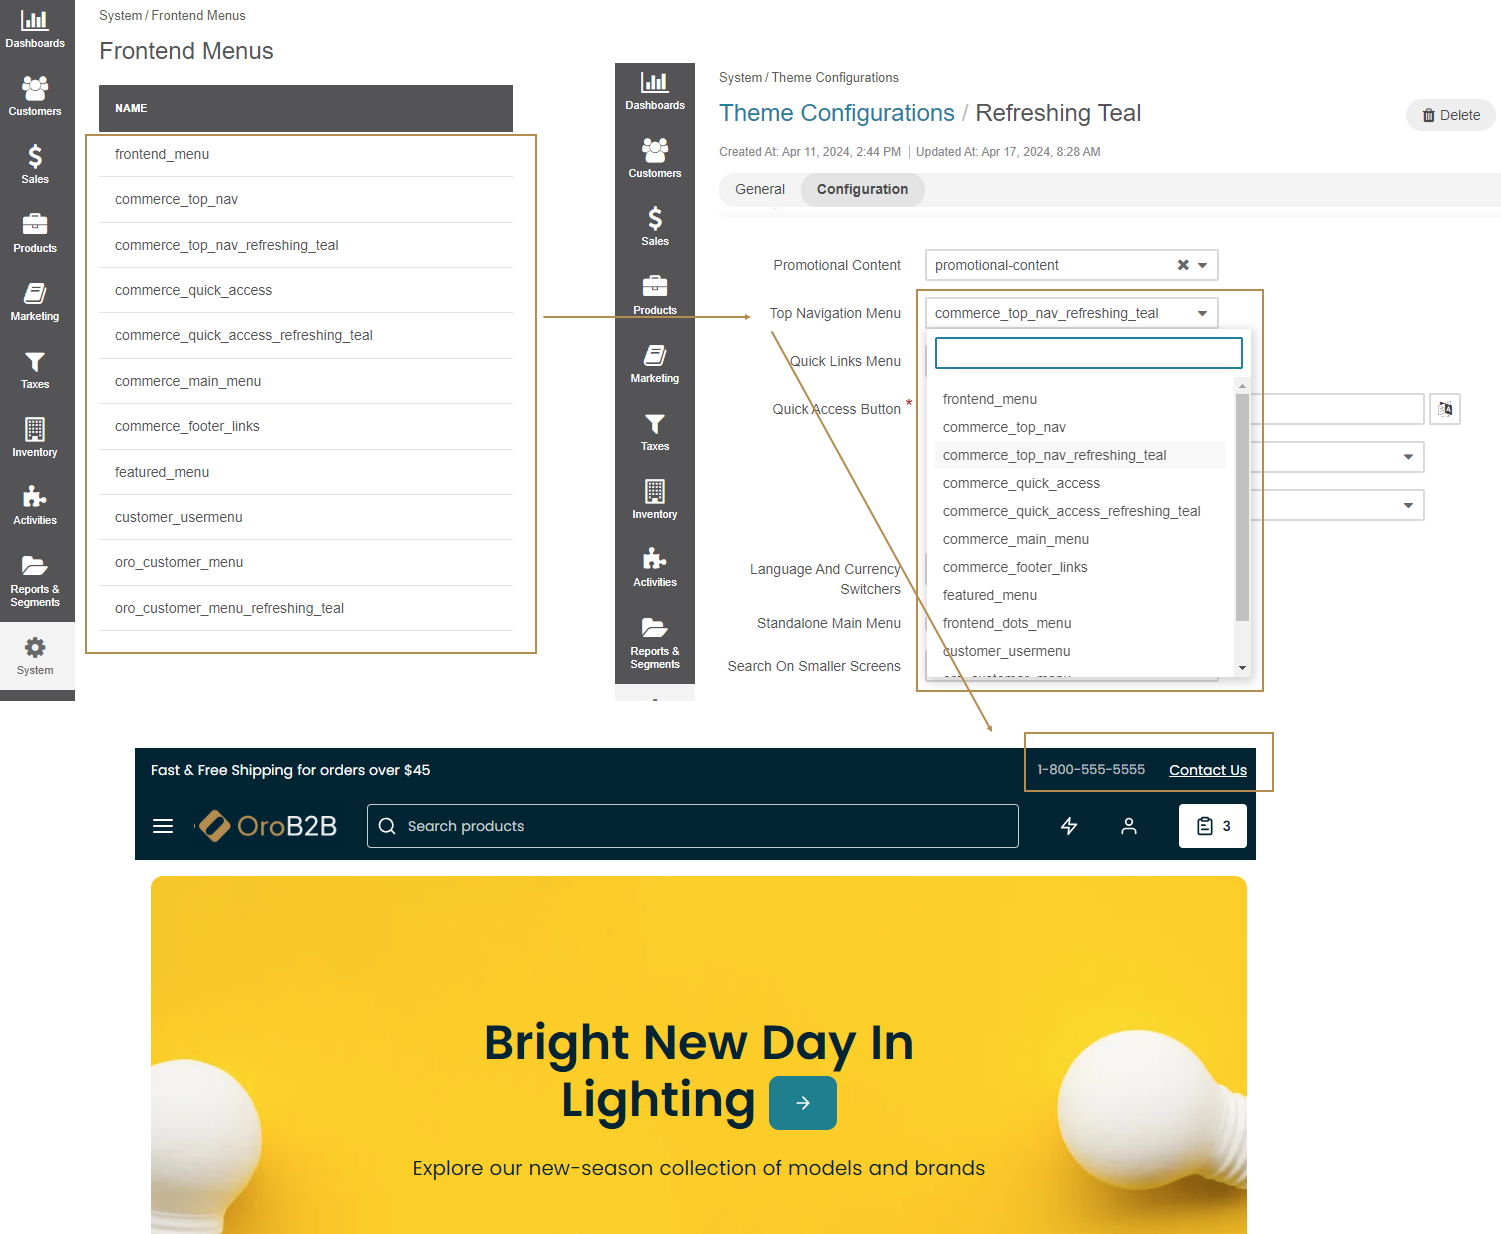 System / Frontend Menus
Frontend Menus
NAME
frontend_menu
commerce_top_nav
commerce_top_nav_refreshing_teal
commerce_quick_access
commerce_quick_access_refreshing_teal
commerce_main_menu
commerce_footer_links
featured_menu
customer_usermenu
oro_customer_menu
oro_customer_menu_refreshing_teal
Dashboards
Customers
Sales
Products
Marketing
Taxes
Inventory
Activities
Reports &
Segments
System
Dashboards
Customers
Sales
Products
Marketing
Taxes
Inventory
Activities
Reports &
Segments
System / Theme Configurations
Theme Configurations / Refreshing Teal
Delete
Created At: Apr 11, 2024, 2:44 PM | Updated At: Apr 17, 2024, 8:28 AM
General Configuration
Promotional Content promotional-content
Top Navigation Menu commerce_top_nav_refreshing_teal
Quick Links Menu
Quick Access Button *
Language And Currency
Switchers
Standalone Main Menu
Search On Smaller Screens
frontend_menu
commerce_top_nav
commerce_top_nav_refreshing_teal
commerce_quick_access
commerce_quick_access_refreshing_teal
commerce_main_menu
commerce_footer_links
featured_menu
frontend_dots_menu
customer_usermenu
Fast & Free Shipping for orders over $45
1-800-555-5555 Contact Us
OroB2B
Search products
3
Bright New Day In
Lighting
Explore our new-season collection of models and brands